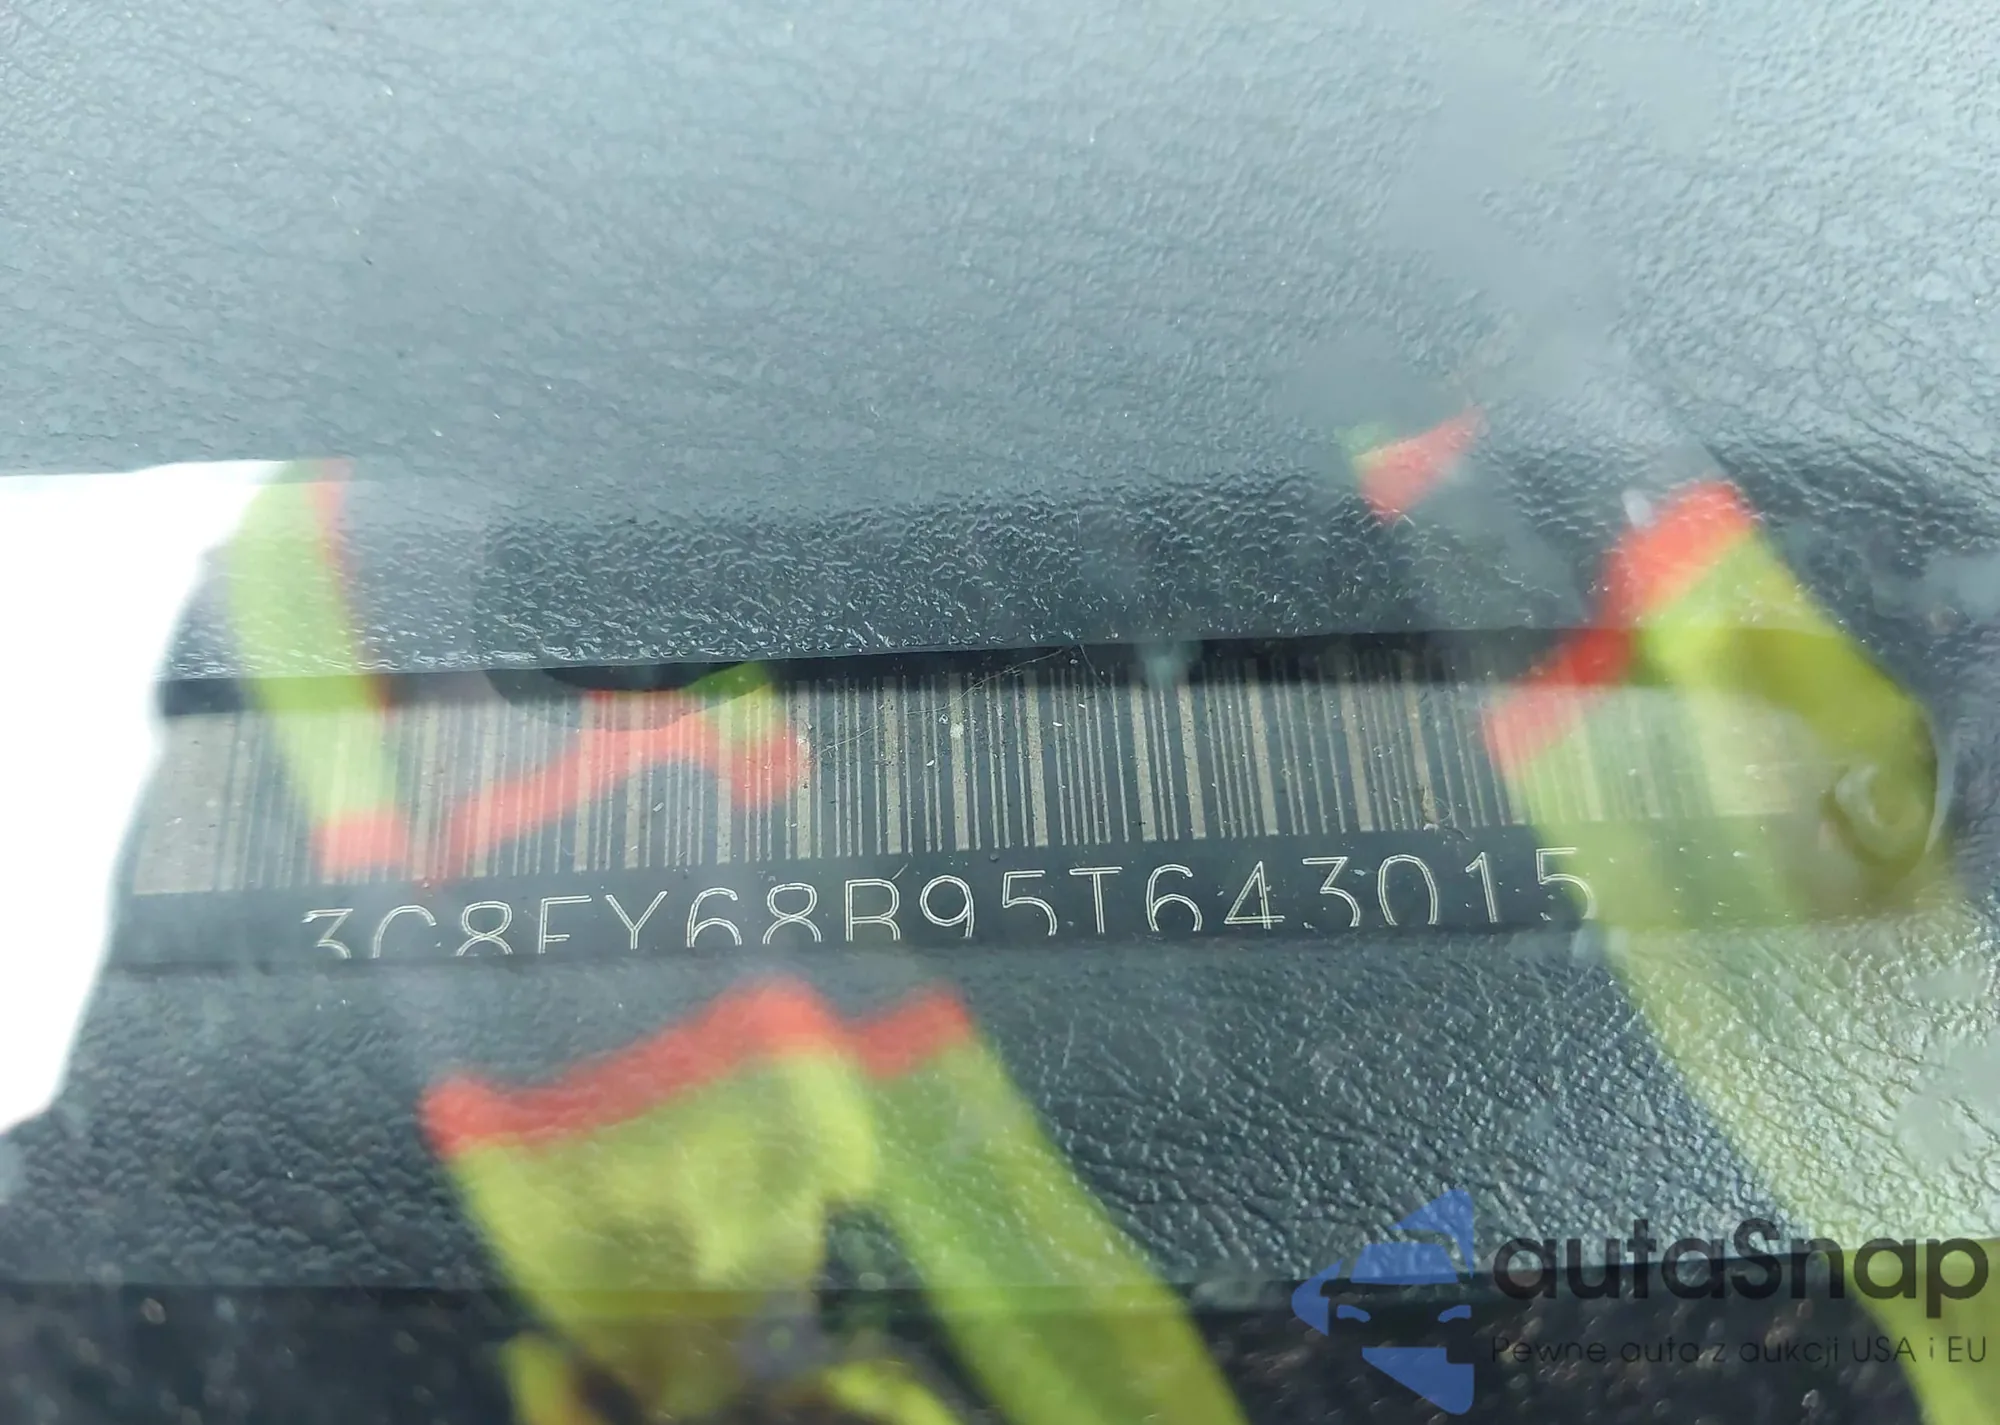 3C8FY68B95T643015
autaSnap
Pewne auta z aukcji USA i EU